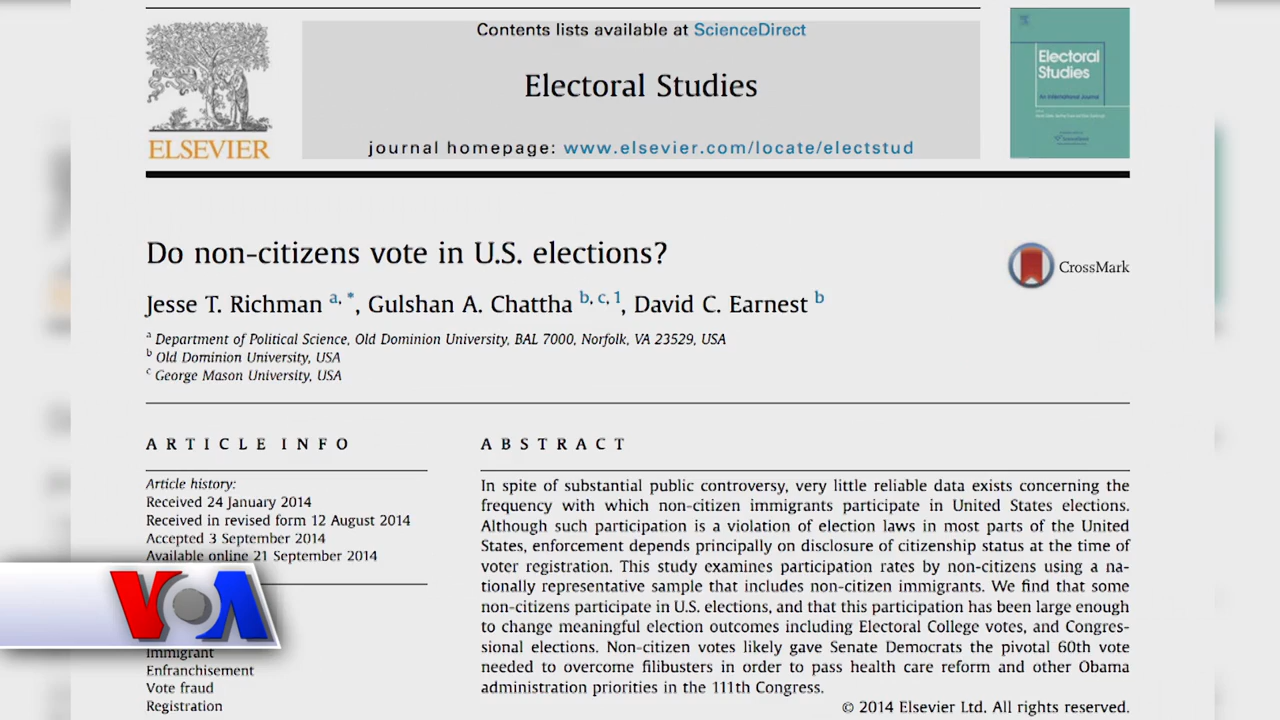 Contents lists available at ScienceDirect
Electoral Studies
journal homepage: www.elsevier.com/locate/electstud
ELSEVIER
Electoral
Studies
An International Journal
Do non-citizens vote in U.S. elections?
CrossMark
Jesse T. Richman a, *, Gulshan A. Chattha b, c, 1, David C. Earnest b
a Department of Political Science, Old Dominion University, BAL 7000, Norfolk, VA 23529, USA
b Old Dominion University, USA
c George Mason University, USA
ARTICLE INFO
Article history:
Received 24 January 2014
Received in revised form 12 August 2014
Accepted 3 September 2014
Available online 21 September 2014
VOA
Immigrant
Enfranchisement
Vote fraud
Registration
ABSTRACT
In spite of substantial public controversy, very little reliable data exists concerning the
frequency with which non-citizen immigrants participate in United States elections.
Although such participation is a violation of election laws in most parts of the United
States, enforcement depends principally on disclosure of citizenship status at the time of
voter registration. This study examines participation rates by non-citizens using a na-
tionally representative sample that includes non-citizen immigrants. We find that some
non-citizens participate in U.S. elections, and that this participation has been large enough
to change meaningful election outcomes including Electoral College votes, and Congres-
sional elections. Non-citizen votes likely gave Senate Democrats the pivotal 60th vote
needed to overcome filibusters in order to pass health care reform and other Obama
administration priorities in the 111th Congress.
© 2014 Elsevier Ltd. All rights reserved.